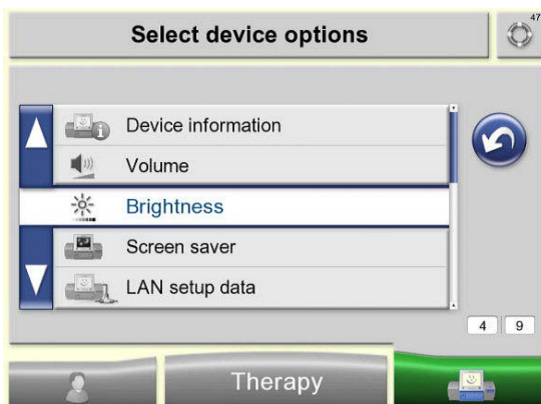 Select device options
47
Device information
Volume
Brightness
Screen saver
LAN setup data
4 9
Therapy